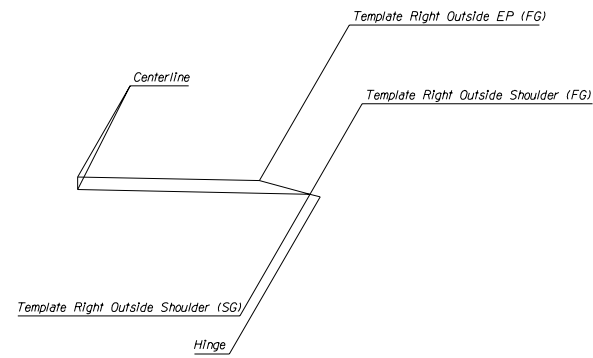 Template Right Outside EP (FG)
Centerline
Template Right Outside Shoulder (FG)
Template Right Outside Shoulder (SG)
Hinge